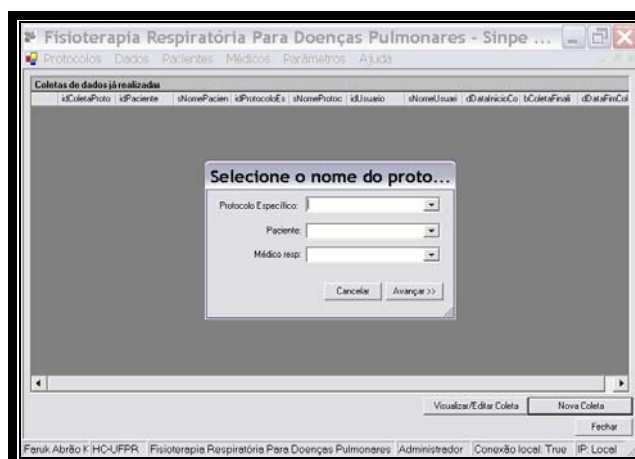 Fisioterapia Respiratória Para Doenças Pulmonares - Sinpe ...
Protocolos Dados Pacientes Médicos Parâmetros Ajuda
Coletas de dados já realizadas
idColetaProto idPaciente sNomePacien idProtocoloEs sNomeProtoc idUsuario sNomeUsuari dDataInicioCo bColetaFinali dDataFimCol
Selecione o nome do proto...
Protocolo Específico:
Paciente:
Médico resp:
Cancelar Avançar >>
Visualizar/Editar Coleta Nova Coleta
Fechar
Faruk Abrão K HC-UFPR Fisioterapia Respiratória Para Doenças Pulmonares Administrador Conexão local: True IP: Local